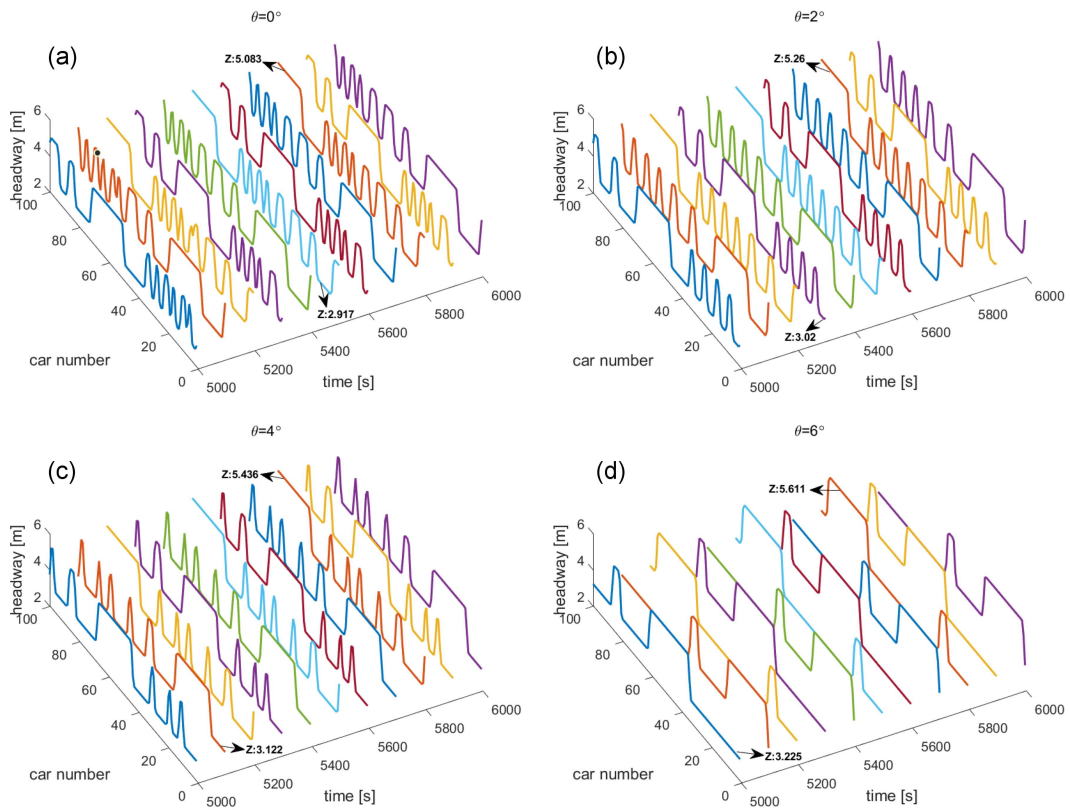 θ=0°
(a)
Z:5.083
headway [m]
6
4
2
100
80
60
40
20
0
car number
Z:2.917
5000
5200
5400
5600
5800
6000
time [s]
θ=2°
(b)
Z:5.26
headway [m]
6
4
2
100
80
60
40
20
0
car number
Z:3.02
5000
5200
5400
5600
5800
6000
time [s]
θ=4°
(c)
Z:5.436
headway [m]
6
4
2
100
80
60
40
20
0
car number
Z:3.122
5000
5200
5400
5600
5800
6000
time [s]
θ=6°
(d)
Z:5.611
headway [m]
6
4
2
100
80
60
40
20
0
car number
Z:3.225
5000
5200
5400
5600
5800
6000
time [s]